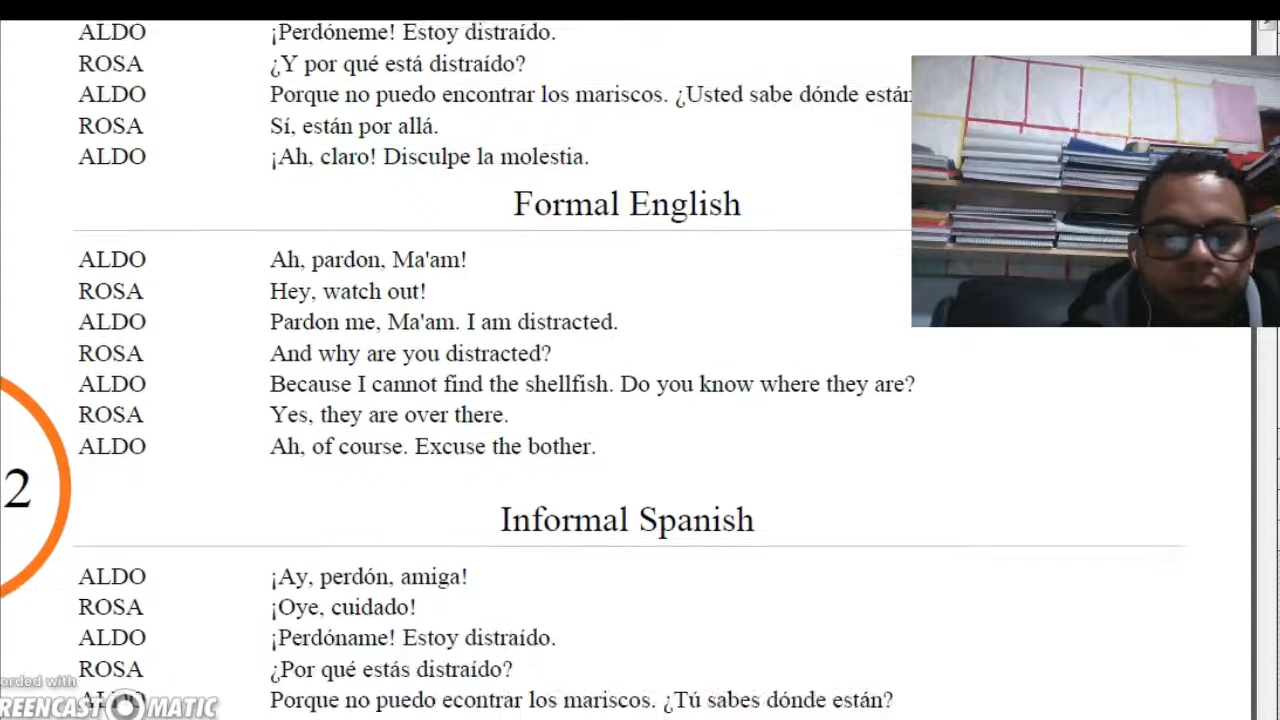 ALDO ¡Perdóneme! Estoy distraído.
ROSA ¿Y por qué está distraído?
ALDO Porque no puedo encontrar los mariscos. ¿Usted sabe dónde están
ROSA Sí, están por allá.
ALDO ¡Ah, claro! Disculpe la molestia.
Formal English
ALDO Ah, pardon, Ma'am!
ROSA Hey, watch out!
ALDO Pardon me, Ma'am. I am distracted.
ROSA And why are you distracted?
ALDO Because I cannot find the shellfish. Do you know where they are?
ROSA Yes, they are over there.
ALDO Ah, of course. Excuse the bother.
2
Informal Spanish
ALDO ¡Ay, perdón, amiga!
ROSA ¡Oye, cuidado!
ALDO ¡Perdóname! Estoy distraído.
ROSA ¿Por qué estás distraído?
ALDO Porque no puedo econtrar los mariscos. ¿Tú sabes dónde están?
orded with
REENCAST MATIC